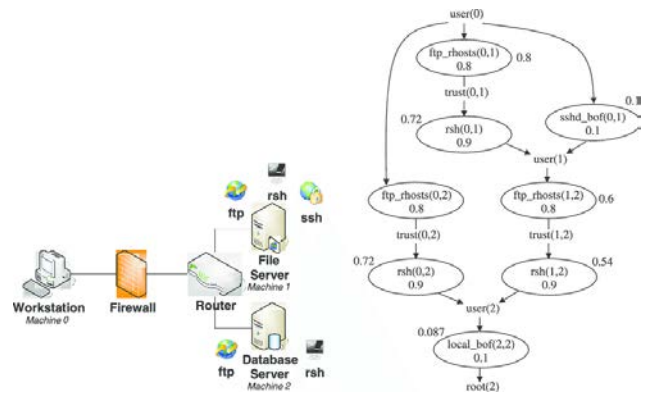 rsh
ftp
ssh
File
Server
Machine 1
Workstation
Machine 0
Firewall
Router
ftp
Database
Server
Machine 2
rsh
user(0)
ftp_rhosts(0,1)
0.8
0.8
trust(0,1)
0.72
rsh(0,1)
0.9
sshd_bof(0,1)
0.1
user(1)
ftp_rhosts(0,2)
0.8
ftp_rhosts(1,2)
0.8
0.6
trust(0,2)
trust(1,2)
0.72
rsh(0,2)
0.9
rsh(1,2)
0.9
0.54
user(2)
0.087
local_bof(2,2)
0.1
root(2)